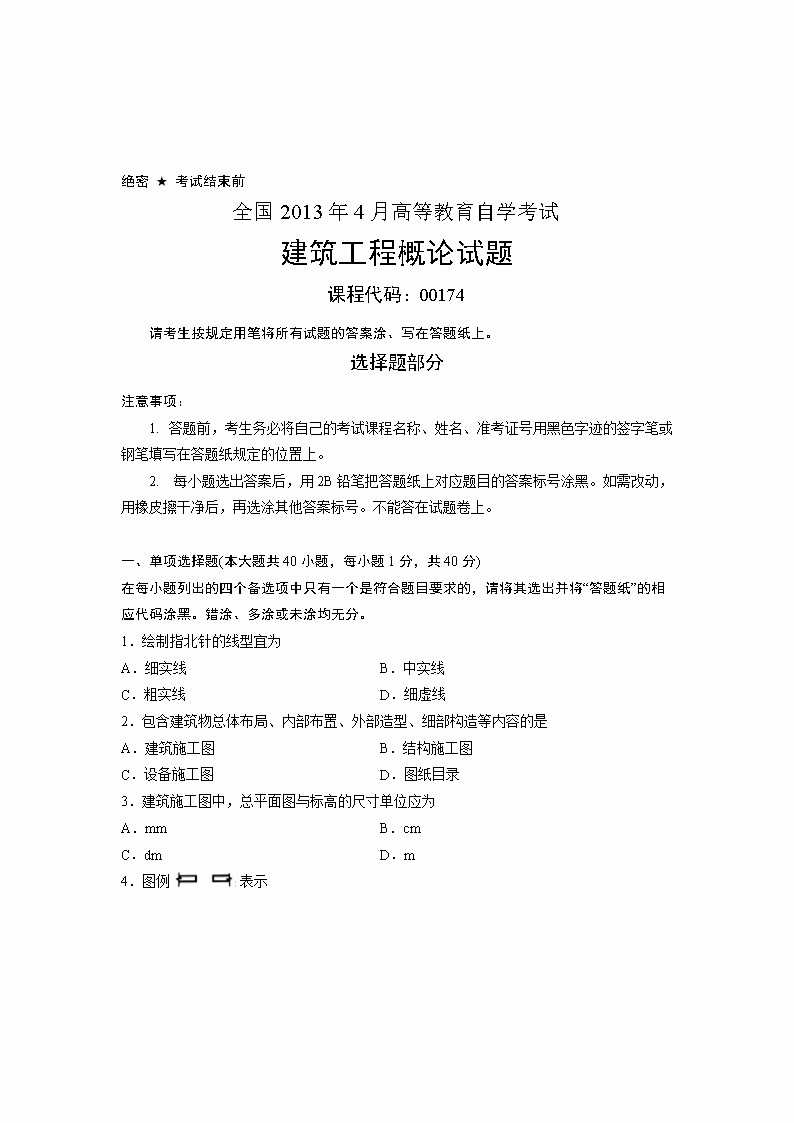 绝密 ★ 考试结束前
全国 2013 年 4 月高等教育自学考试
建筑工程概论试题
课程代码：00174
请考生按规定用笔将所有试题的答案涂、写在答题纸上。
选择题部分
注意事项：
1. 答题前，考生务必将自己的考试课程名称、姓名、准考证号用黑色字迹的签字笔或
钢笔填写在答题纸规定的位置上。
2. 每小题选出答案后，用 2B 铅笔把答题纸上对应题目的答案标号涂黑。如需改动，
用橡皮擦干净后，再选涂其他答案标号。不能答在试题卷上。
一、单项选择题(本大题共 40 小题，每小题 1 分，共 40 分)
在每小题列出的四个备选项中只有一个是符合题目要求的，请将其选出并将“答题纸”的相
应代码涂黑。错涂、多涂或未涂均无分。
1．绘制指北针的线型宜为
A．细实线 B．中实线
C．粗实线 D．细虚线
2．包含建筑物总体布局、内部布置、外部造型、细部构造等内容的是
A．建筑施工图 B．结构施工图
C．设备施工图 D．图纸目录
3．建筑施工图中，总平面图与标高的尺寸单位应为
A．mm B．cm
C．dm D．m
4．图例 表示